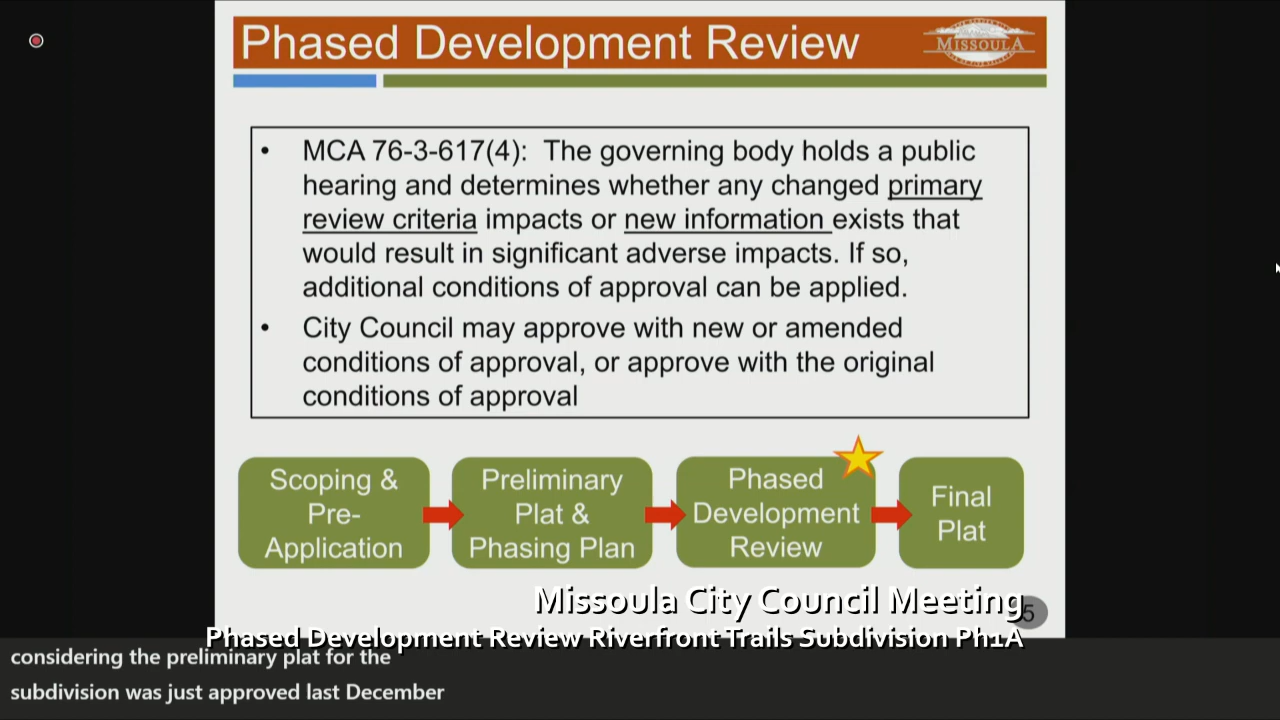 Phased Development Review
MISSOULA
• MCA 76-3-617(4): The governing body holds a public
hearing and determines whether any changed primary
review criteria impacts or new information exists that
would result in significant adverse impacts. If so,
additional conditions of approval can be applied.
• City Council may approve with new or amended
conditions of approval, or approve with the original
conditions of approval
Scoping &
Pre-
Application
Preliminary
Plat &
Phasing Plan
Phased
Development
Review
Final
Plat
Missoula City Council Meeting
5
Phased Development Review Riverfront Trails Subdivision Ph1A
considering the preliminary plat for the
subdivision was just approved last December